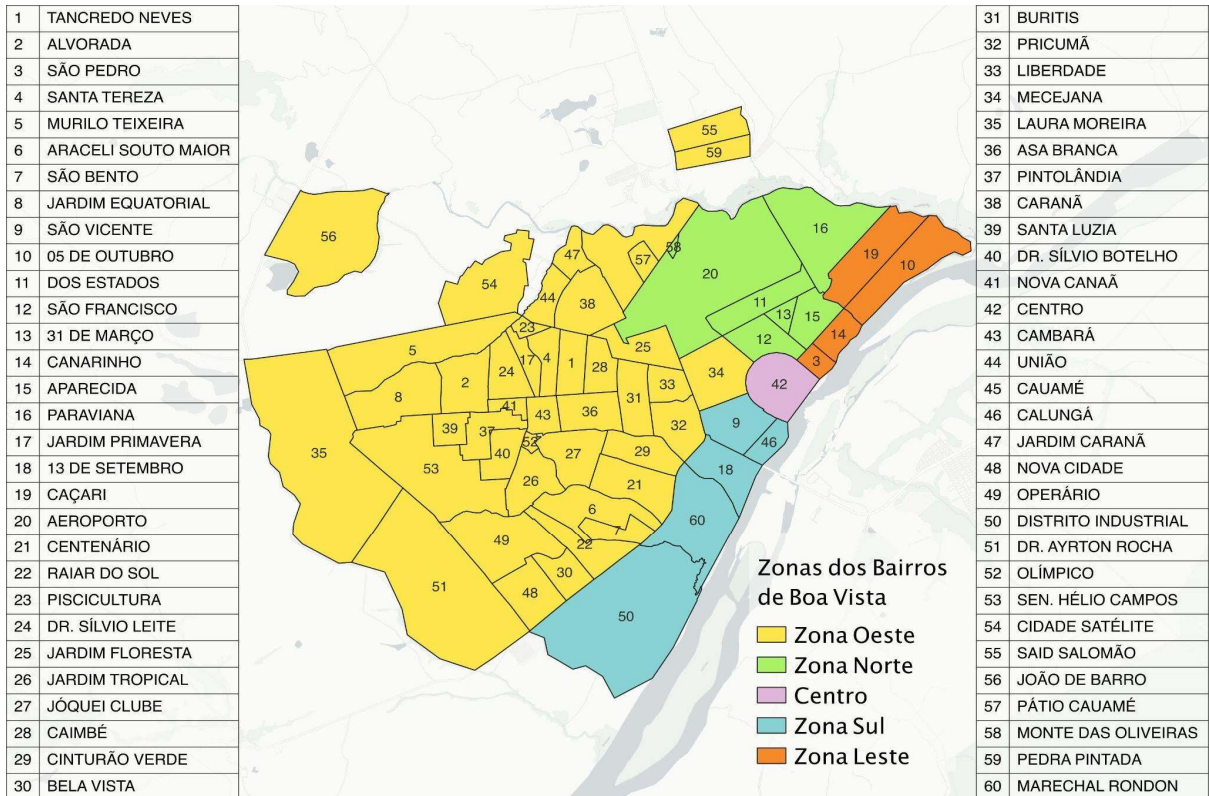 1 TANCREDO NEVES
2 ALVORADA
3 SÃO PEDRO
4 SANTA TEREZA
5 MURILO TEIXEIRA
6 ARACELI SOUTO MAIOR
7 SÃO BENTO
8 JARDIM EQUATORIAL
9 SÃO VICENTE
10 05 DE OUTUBRO
11 DOS ESTADOS
12 SÃO FRANCISCO
13 31 DE MARÇO
14 CANARINHO
15 APARECIDA
16 PARAVIANA
17 JARDIM PRIMAVERA
18 13 DE SETEMBRO
19 CAÇARI
20 AEROPORTO
21 CENTENÁRIO
22 RAIAR DO SOL
23 PISCICULTURA
24 DR. SÍLVIO LEITE
25 JARDIM FLORESTA
26 JARDIM TROPICAL
27 JÓQUEI CLUBE
28 CAIMBÉ
29 CINTURÃO VERDE
30 BELA VISTA
55
59
56
58
16
47
57
19
10
20
54
44
38
11
13
15
23
12
14
5
25
17
4
1
28
3
24
34
42
2
33
8
31
41
43
36
32
9
39
37
52
46
35
53
40
27
29
18
26
21
6
60
7
49
22
30
51
48
50
Zonas dos Bairros
de Boa Vista
Zona Oeste
Zona Norte
Centro
Zona Sul
Zona Leste
31 BURITIS
32 PRICUMÃ
33 LIBERDADE
34 MECEJANA
35 LAURA MOREIRA
36 ASA BRANCA
37 PINTOLÂNDIA
38 CARANÃ
39 SANTA LUZIA
40 DR. SÍLVIO BOTELHO
41 NOVA CANAÃ
42 CENTRO
43 CAMBARÁ
44 UNIÃO
45 CAUAMÉ
46 CALUNGÁ
47 JARDIM CARANÃ
48 NOVA CIDADE
49 OPERÁRIO
50 DISTRITO INDUSTRIAL
51 DR. AYRTON ROCHA
52 OLÍMPICO
53 SEN. HÉLIO CAMPOS
54 CIDADE SATÉLITE
55 SAID SALOMÃO
56 JOÃO DE BARRO
57 PÁTIO CAUAMÉ
58 MONTE DAS OLIVEIRAS
59 PEDRA PINTADA
60 MARECHAL RONDON